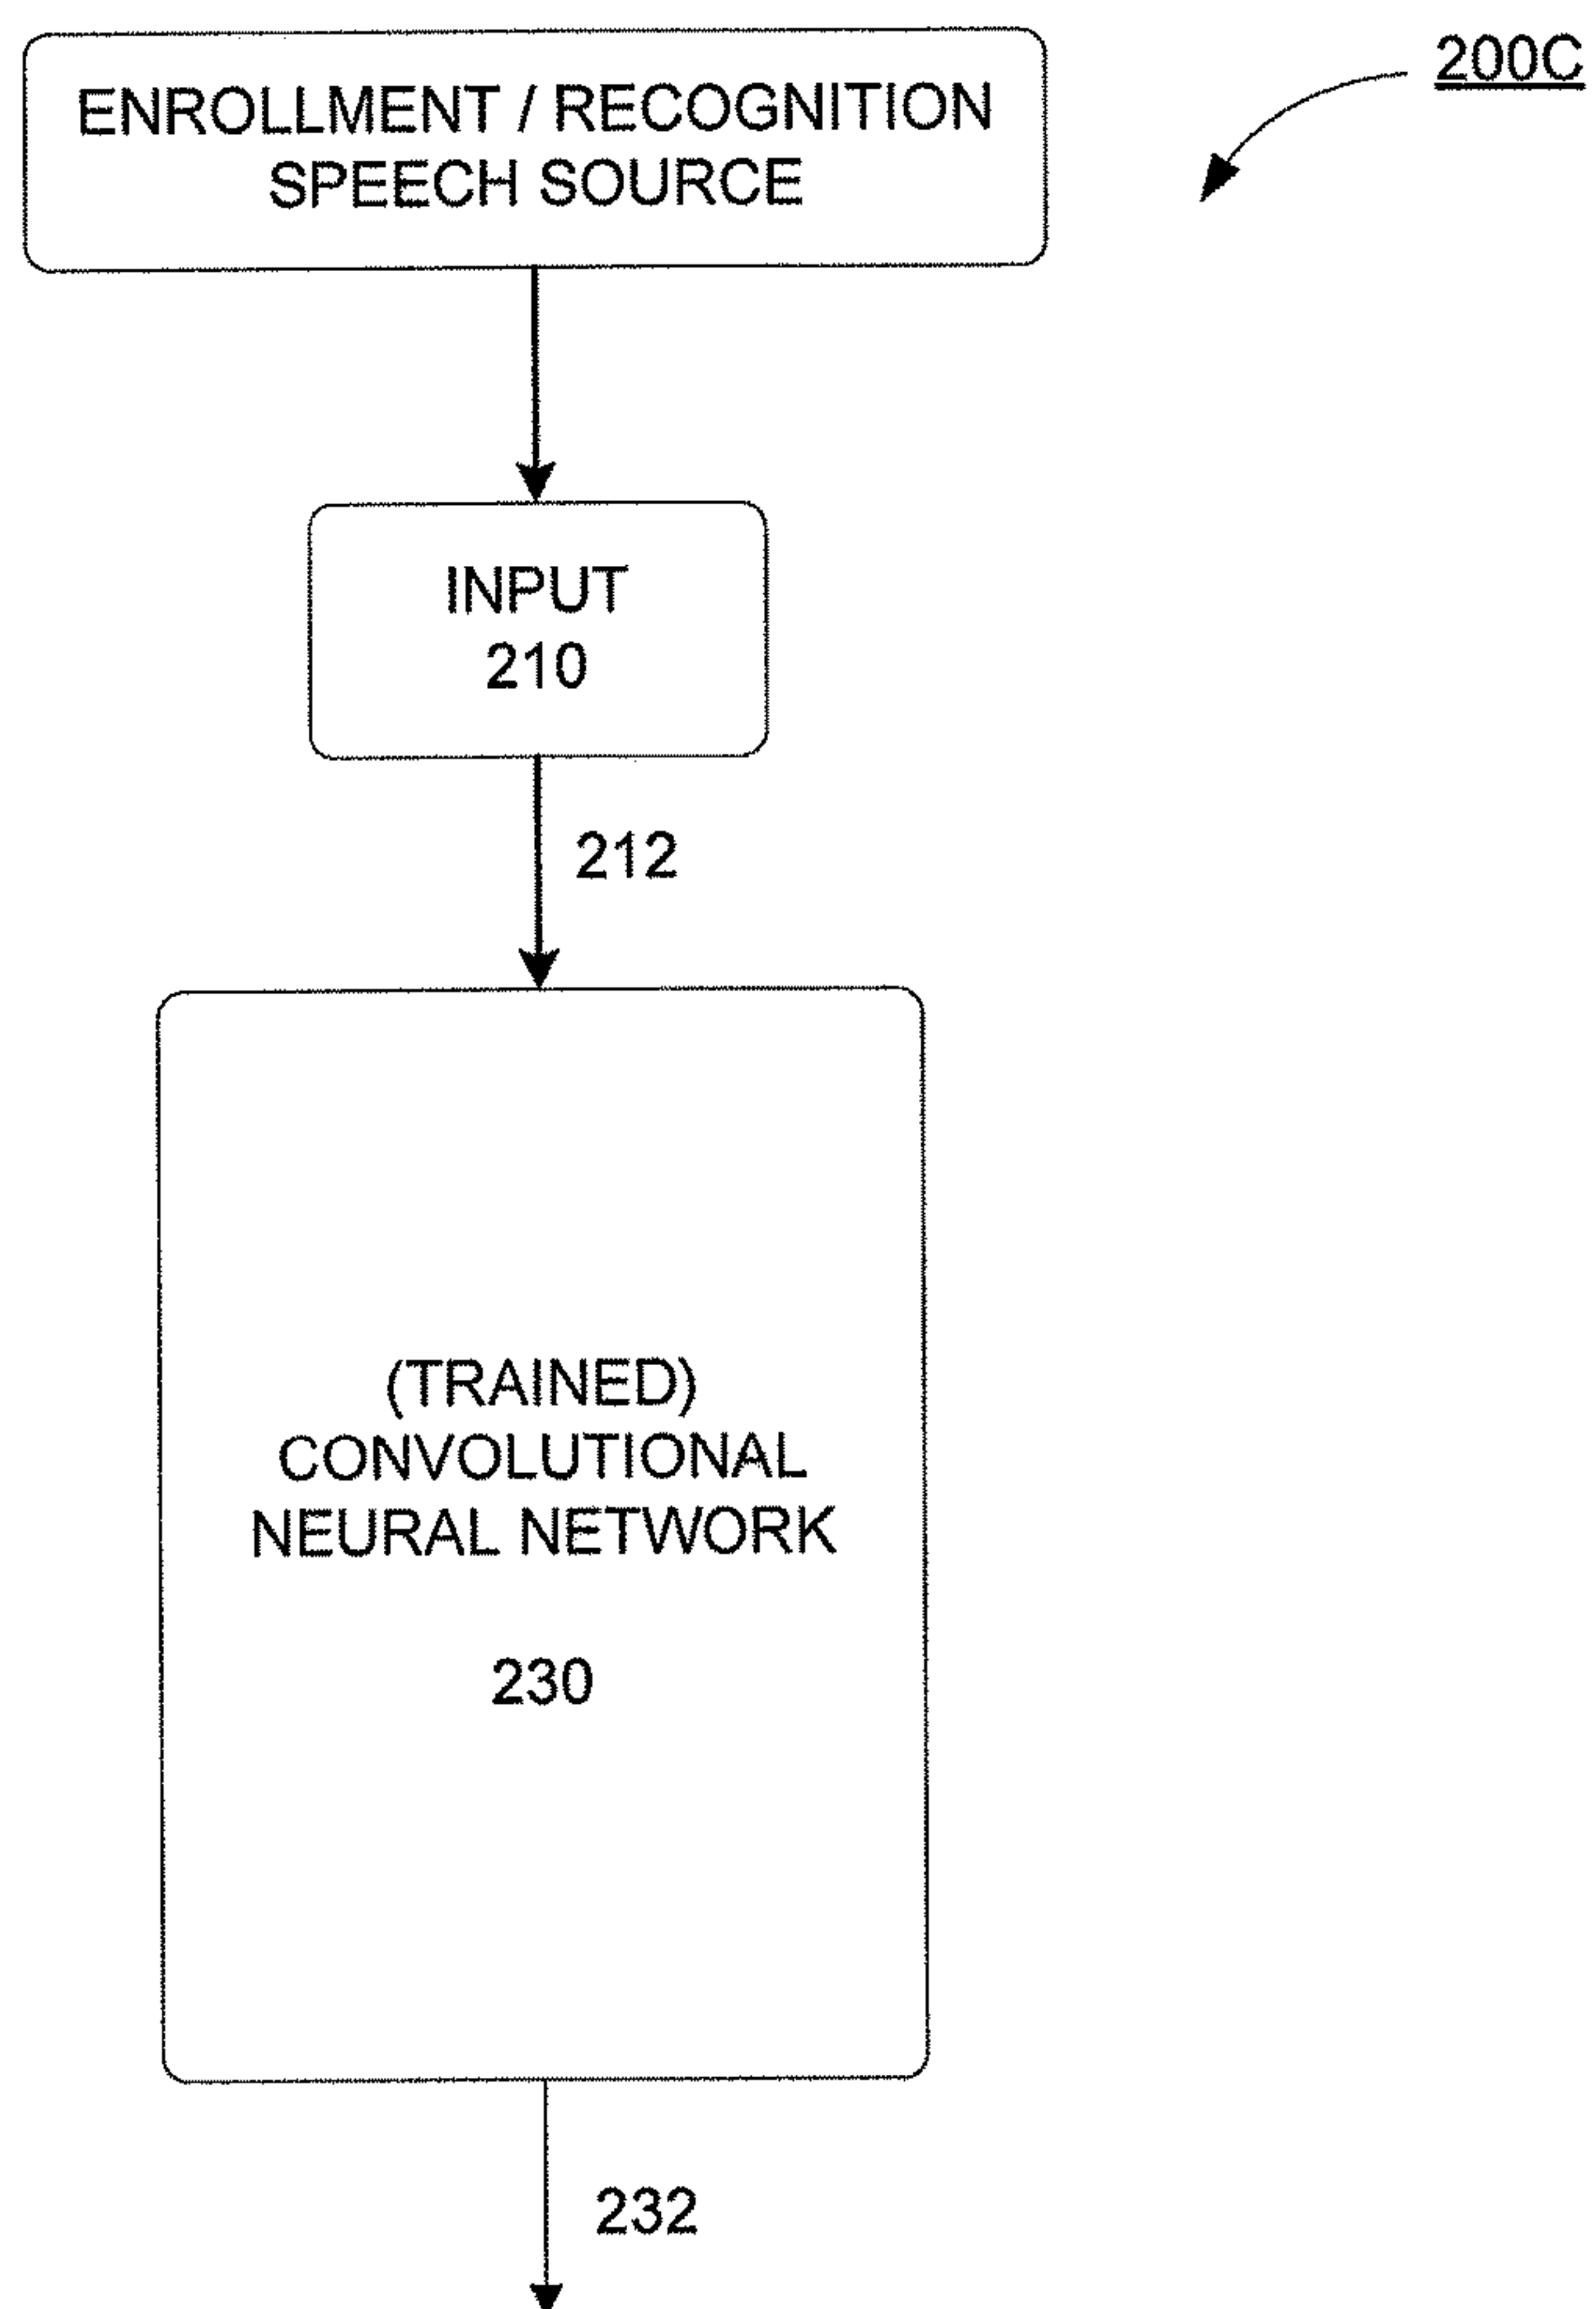 200C
ENROLLMENT / RECOGNITION
SPEECH SOURCE
INPUT
210
212
(TRAINED)
CONVOLUTIONAL
NEURAL NETWORK
230
232